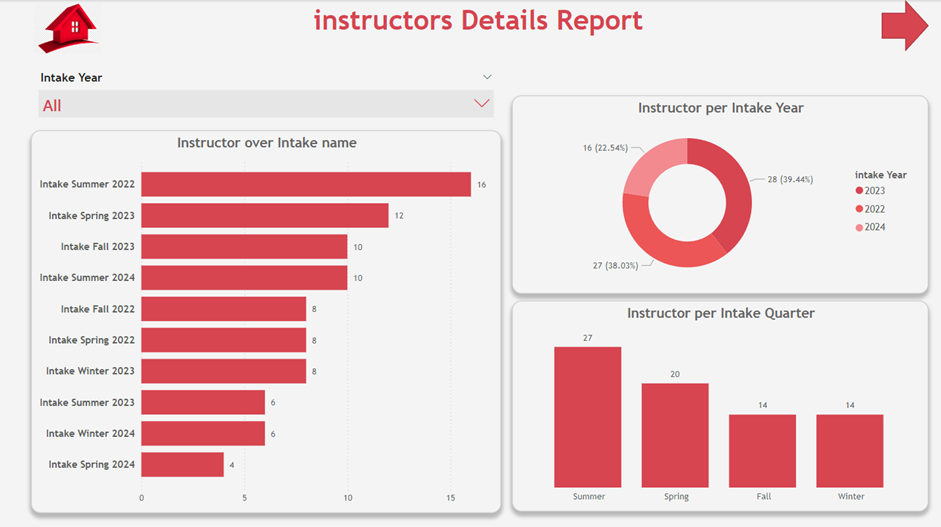 instructors Details Report
Intake Year
All
Instructor over Intake name
Intake Summer 2022 16
Intake Spring 2023 12
Intake Fall 2023 10
Intake Summer 2024 10
Intake Fall 2022 8
Intake Spring 2022 8
Intake Winter 2023 8
Intake Summer 2023 6
Intake Winter 2024 6
Intake Spring 2024 4
0 5 10 15
Instructor per Intake Year
16 (22.54%)
28 (39.44%)
27 (38.03%)
intake Year
2023
2022
2024
Instructor per Intake Quarter
27 20 14 14
Summer Spring Fall Winter